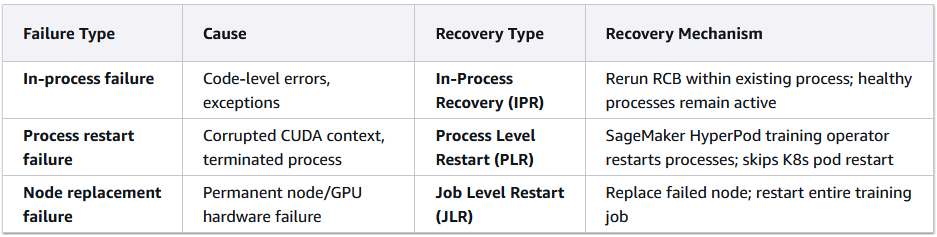 Failure Type
Cause
Recovery Type
Recovery Mechanism
In-process failure
Code-level errors,
exceptions
In-Process
Recovery (IPR)
Rerun RCB within existing process; healthy
processes remain active
Process restart
failure
Corrupted CUDA context,
terminated process
Process Level
Restart (PLR)
SageMaker HyperPod training operator
restarts processes; skips K8s pod restart
Node replacement
failure
Permanent node/GPU
hardware failure
Job Level Restart
(JLR)
Replace failed node; restart entire training
job